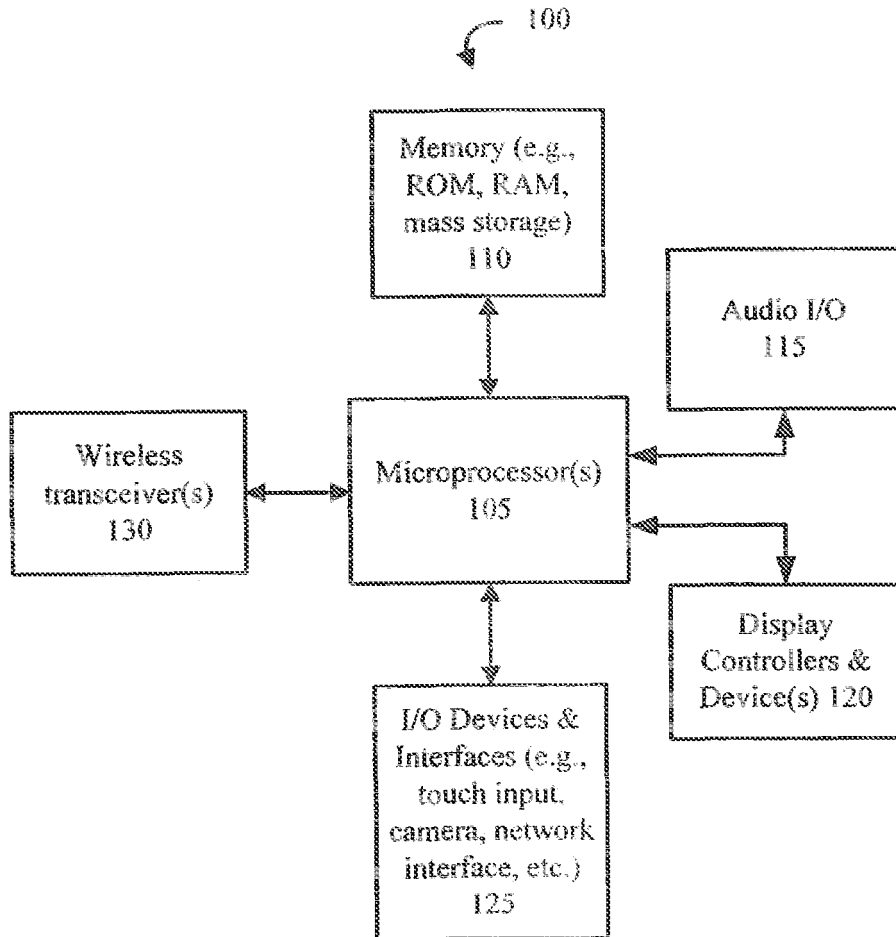 100
Memory (e.g.,
ROM, RAM,
mass storage)
110
Audio I/O
115
Wireless
transceiver(s)
130
Microprocessor(s)
105
Display
Controllers &
Device(s) 120
I/O Devices &
Interfaces (e.g.,
touch input,
camera, network
interface, etc.)
125